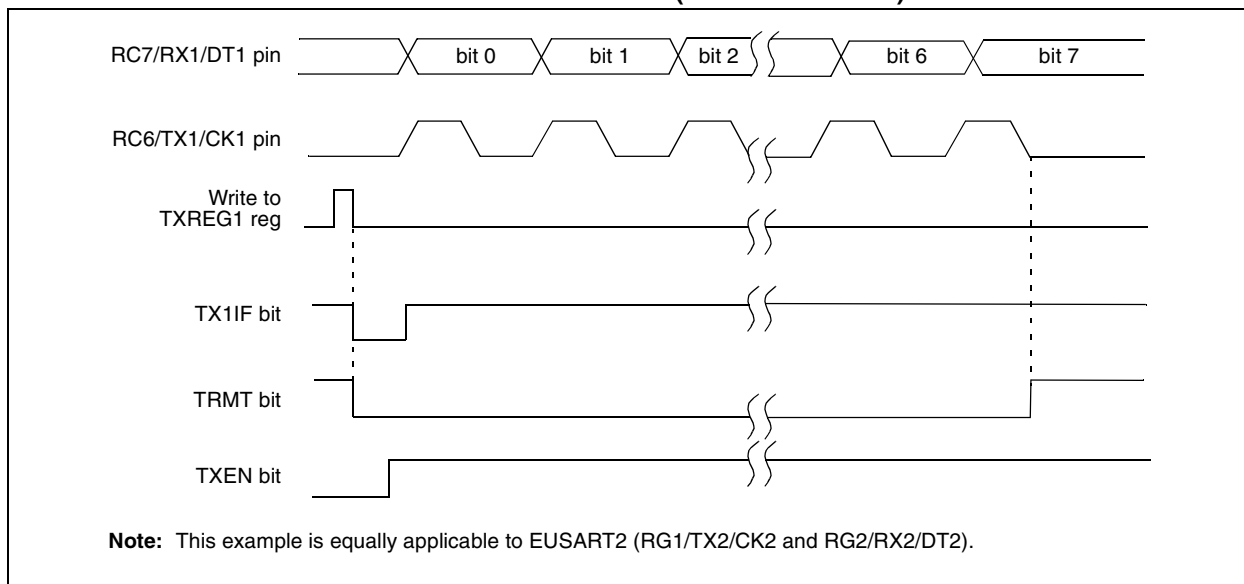 RC7/RX1/DT1 pin
bit 0
bit 1
bit 2
bit 6
bit 7
RC6/TX1/CK1 pin
Write to
TXREG1 reg
TX1IF bit
TRMT bit
TXEN bit
Note: This example is equally applicable to EUSART2 (RG1/TX2/CK2 and RG2/RX2/DT2).